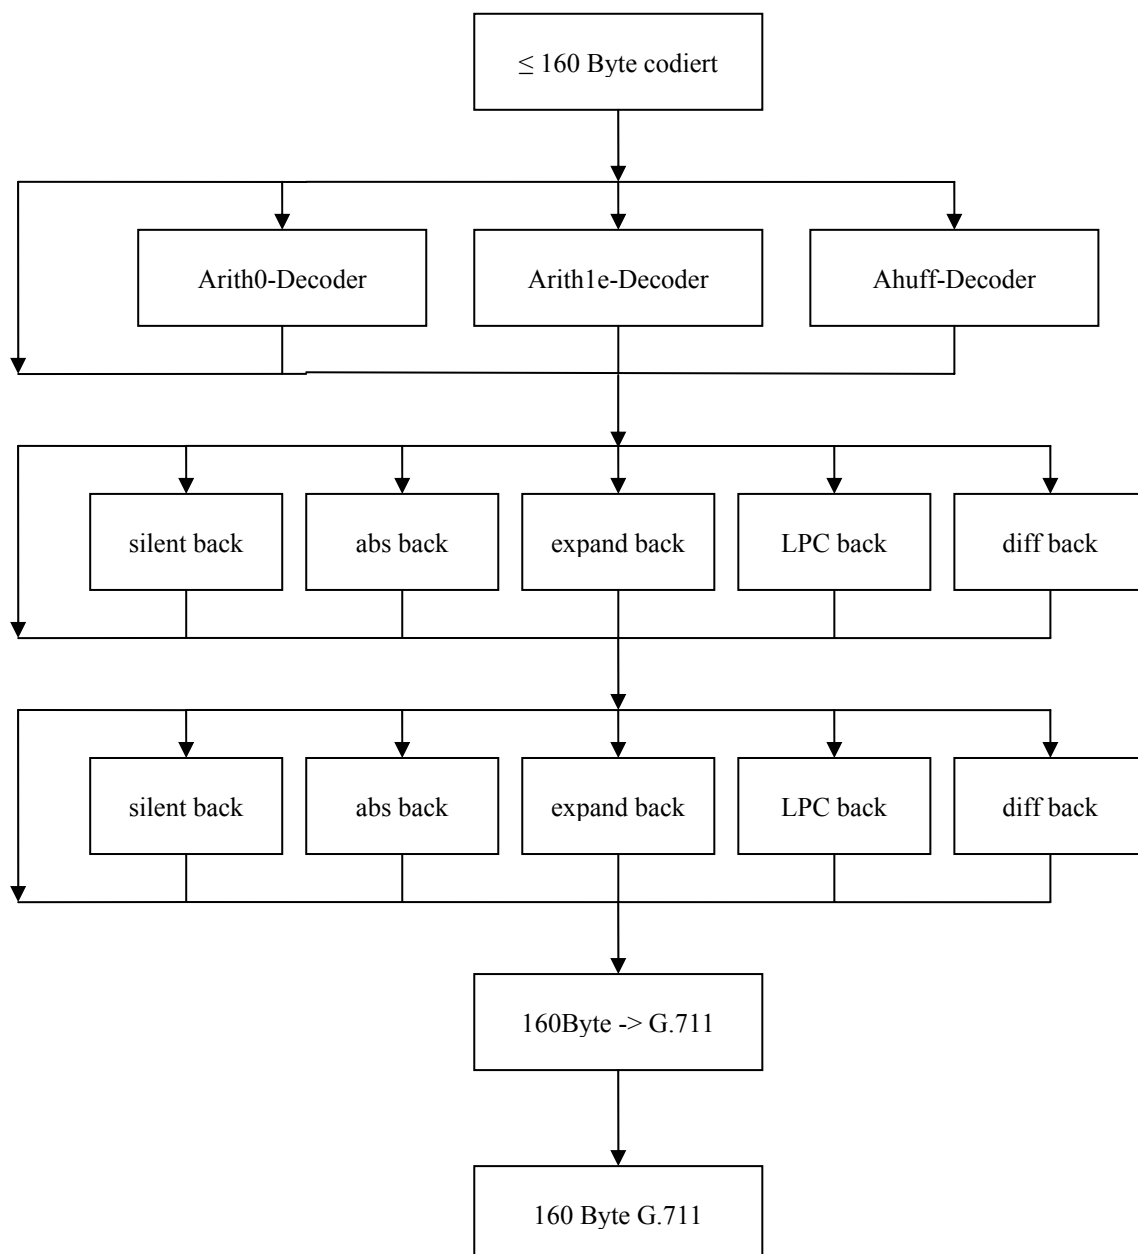 ≤ 160 Byte codiert
Arith0-Decoder
Arith1e-Decoder
Ahuff-Decoder
silent back
abs back
expand back
LPC back
diff back
silent back
abs back
expand back
LPC back
diff back
160Byte -> G.711
160 Byte G.711